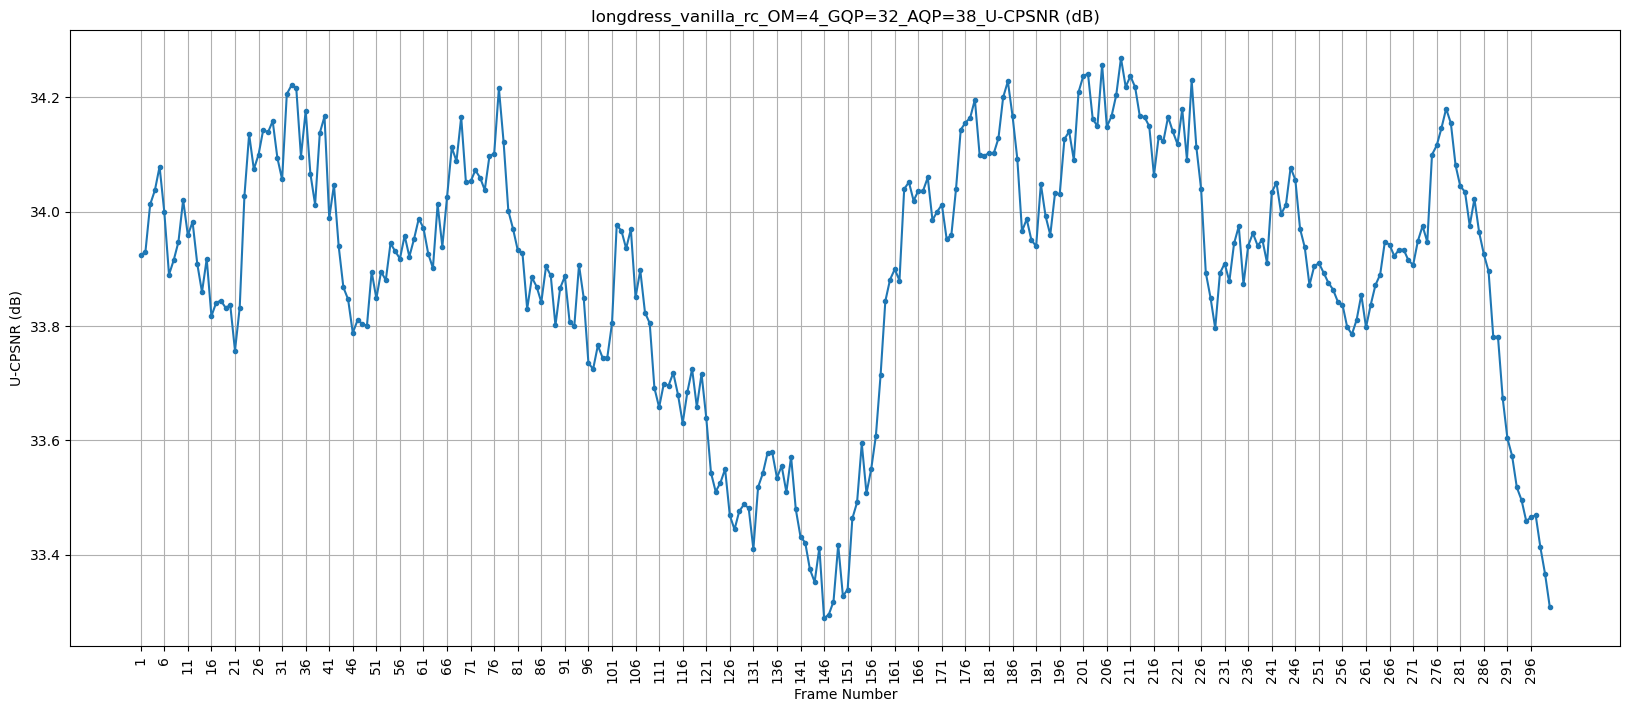 longdress_vanilla_rc_OM=4_GQP=32_AQP=38_U-CPSNR (dB)
U-CPSNR (dB)
34.2
34.0
33.8
33.6
33.4
1 6 11 16 21 26 31 36 41 46 51 56 61 66 71 76 81 86 91 96 101 106 111 116 121 126 131 136 141 146 151 156 161 166 171 176 181 186 191 196 201 206 211 216 221 226 231 236 241 246 251 256 261 266 271 276 281 286 291 296
Frame Number